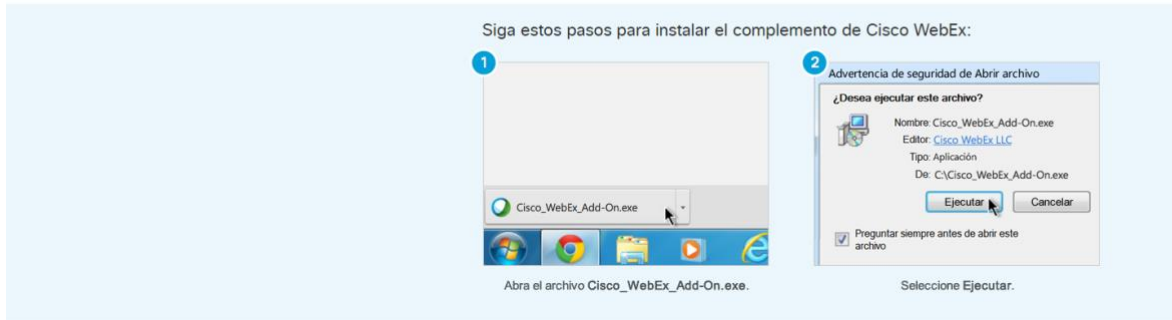 Siga estos pasos para instalar el complemento de Cisco WebEx:
1
Cisco_WebEx_Add-On.exe
Abra el archivo Cisco_WebEx_Add-On.exe.
2
Advertencia de seguridad de Abrir archivo
¿Desea ejecutar este archivo?
Nombre: Cisco_WebEx_Add-On.exe
Editor: Cisco WebEx LLC
Tipo: Aplicación
De: C:\Cisco_WebEx_Add-On.exe
Ejecutar Cancelar
Preguntar siempre antes de abrir este
archivo
Seleccione Ejecutar.